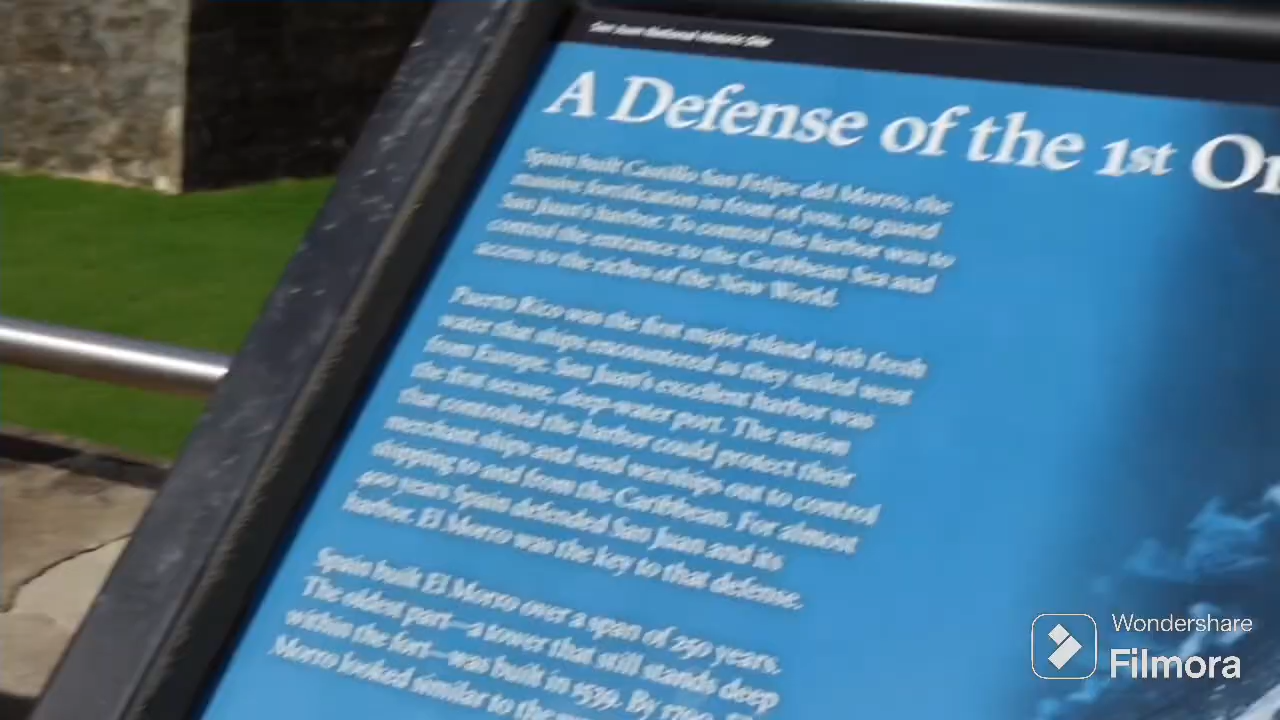 San Juan National Historic Site
A Defense of the 1st Or
Spain built Castillo San Felipe del Morro, the
massive fortification in front of you, to guard
San Juan's harbor. To control the harbor was to
control the entrance to the Caribbean Sea and
access to the riches of the New World.
Puerto Rico was the first major island with fresh
water that ships encountered as they sailed west
from Europe. San Juan's excellent harbor was
the first secure, deep-water port. The nation
that controlled the harbor could protect their
merchant ships and send warships out to control
shipping to and from the Caribbean. For almost
400 years Spain defended San Juan and its
harbor. El Morro was the key to that defense.
Spain built El Morro over a span of 250 years.
The oldest part—a tower that still stands deep
within the fort—was built in 1539. By 1790,
Morro looked similar to the
Wondershare
Filmora